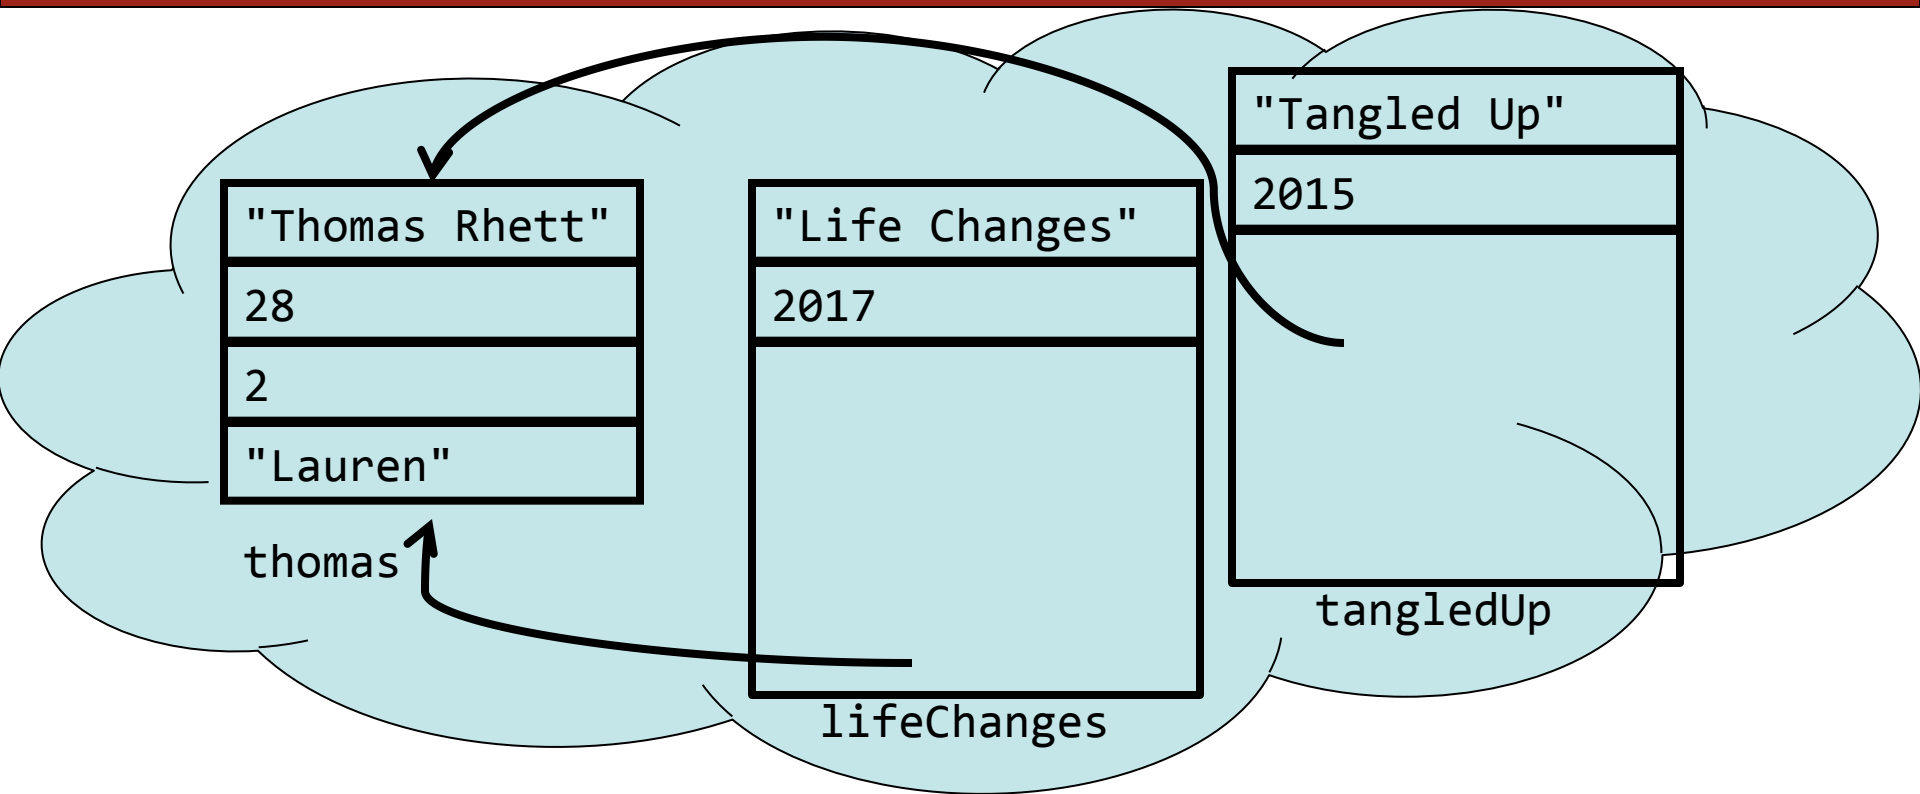 "Thomas Rhett"
28
2
"Lauren"
thomas
"Life Changes"
2017
lifeChanges
"Tangled Up"
2015
tangledUp